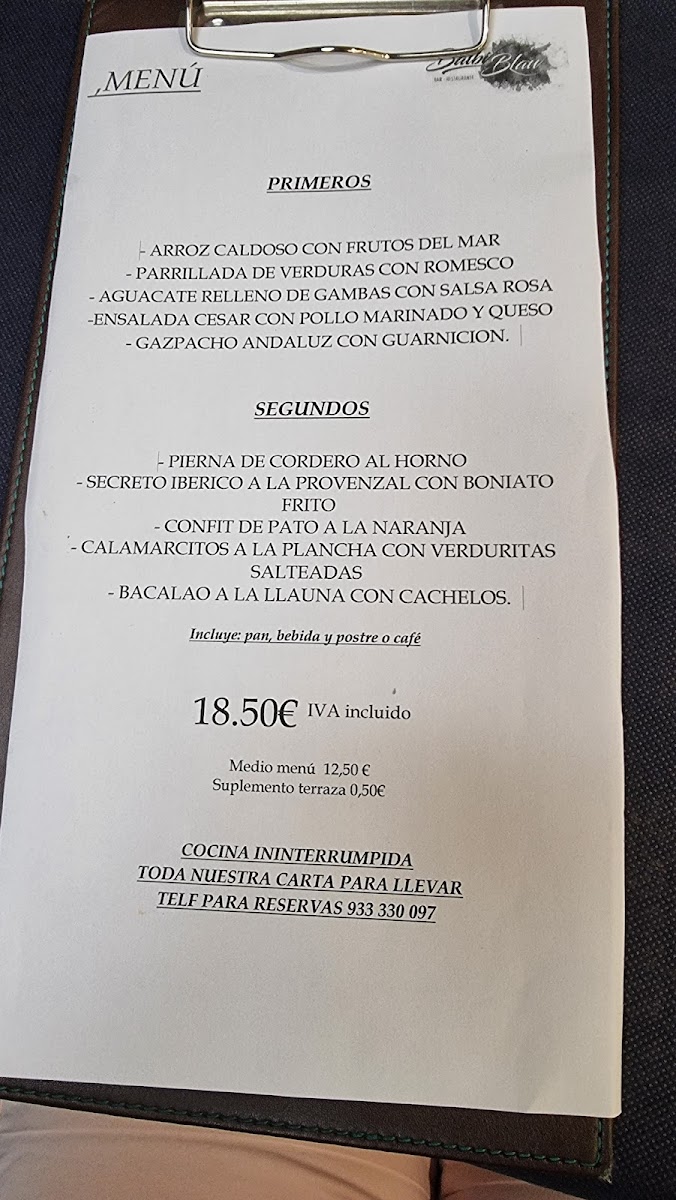 ,MENÚ
Blau
BAR - RESTAURANTE
PRIMEROS
- ARROZ CALDOSO CON FRUTOS DEL MAR
- PARRILLADA DE VERDURAS CON ROMESCO
- AGUACATE RELLENO DE GAMBAS CON SALSA ROSA
-ENSALADA CESAR CON POLLO MARINADO Y QUESO
- GAZPACHO ANDALUZ CON GUARNICION.
SEGUNDOS
- PIERNA DE CORDERO AL HORNO
- SECRETO IBERICO A LA PROVENZAL CON BONIATO
FRITO
- CONFIT DE PATO A LA NARANJA
- CALAMARCITOS A LA PLANCHA CON VERDURITAS
SALTEADAS
- BACALAO A LA LLAUNA CON CACHELOS.
Incluye: pan, bebida y postre o café
18.50€ IVA incluido
Medio menú 12,50 €
Suplemento terraza 0,50€
COCINA ININTERRUMPIDA
TODA NUESTRA CARTA PARA LLEVAR
TELF PARA RESERVAS 933 330 097